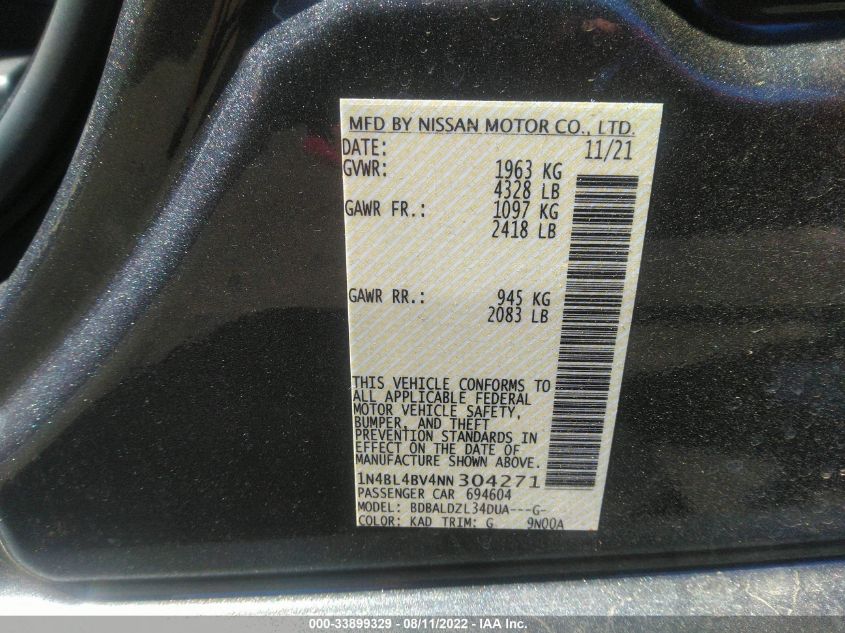 MFD BY NISSAN MOTOR CO., LTD.
DATE: 11/21
GVWR: 1963 KG
4328 LB
GAWR FR.: 1097 KG
2418 LB
GAWR RR.: 945 KG
2083 LB
THIS VEHICLE CONFORMS TO
ALL APPLICABLE FEDERAL
MOTOR VEHICLE SAFETY,
BUMPER, AND THEFT
PREVENTION STANDARDS IN
EFFECT ON THE DATE OF
MANUFACTURE SHOWN ABOVE.
1N4BL4BV4NN304271
PASSENGER CAR 694604
MODEL: BDBALDZL34DUA---G-
COLOR: KAD TRIM: G 9N00A
000-33899329 - 08/11/2022 - IAA Inc.